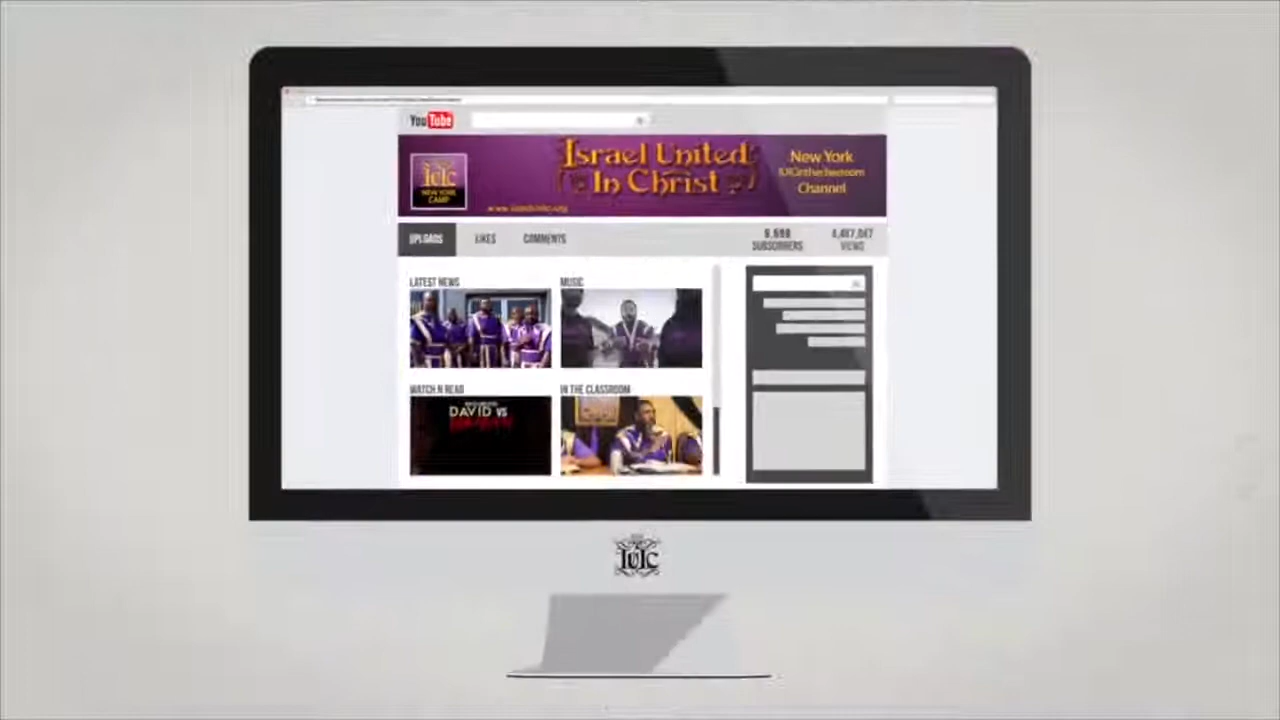 YouTube
Israel United
In Christ
IUIC
NEW YORK
CAMP
New York
IUICintheclassroom
Channel
UPLOADS
LIKES
COMMENTS
SUBSCRIBERS
VIEWS
LATEST NEWS
MUSIC
WATCH N READ
IN THE CLASSROOM
DAVID VS
IUIC